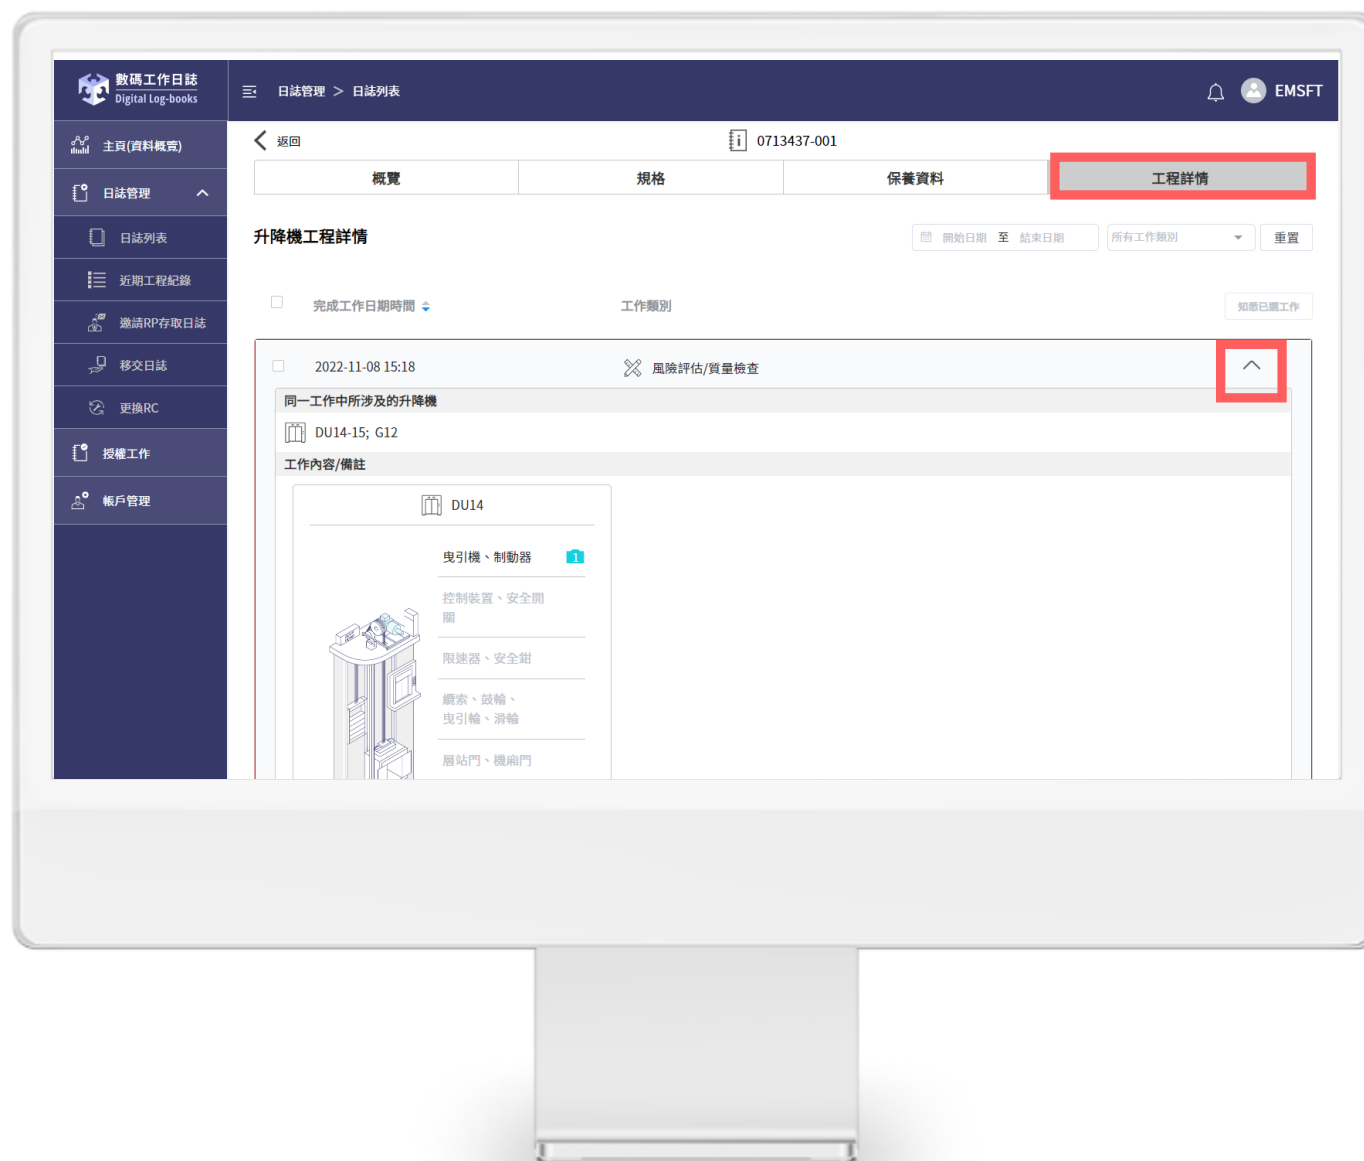 數碼工作日誌
Digital Log-books
日誌管理 > 日誌列表
EMSFT
主頁(資料概覽)
日誌管理
日誌列表
近期工程紀錄
邀請RP存取日誌
移交日誌
更換RC
授權工作
帳戶管理
返回
0713437-001
概覽
規格
保養資料
工程詳情
升降機工程詳情
開始日期 至 結束日期
所有工作類別
重置
完成工作日期時間
工作類別
知悉已選工作
2022-11-08 15:18
風險評估/質量檢查
同一工作中所涉及的升降機
DU14-15; G12
工作內容/備註
DU14
曳引機、制動器
1
控制裝置、安全開
關
限速器、安全鉗
纜索、鼓輪、
曳引輪、滑輪
層站門、機廂門